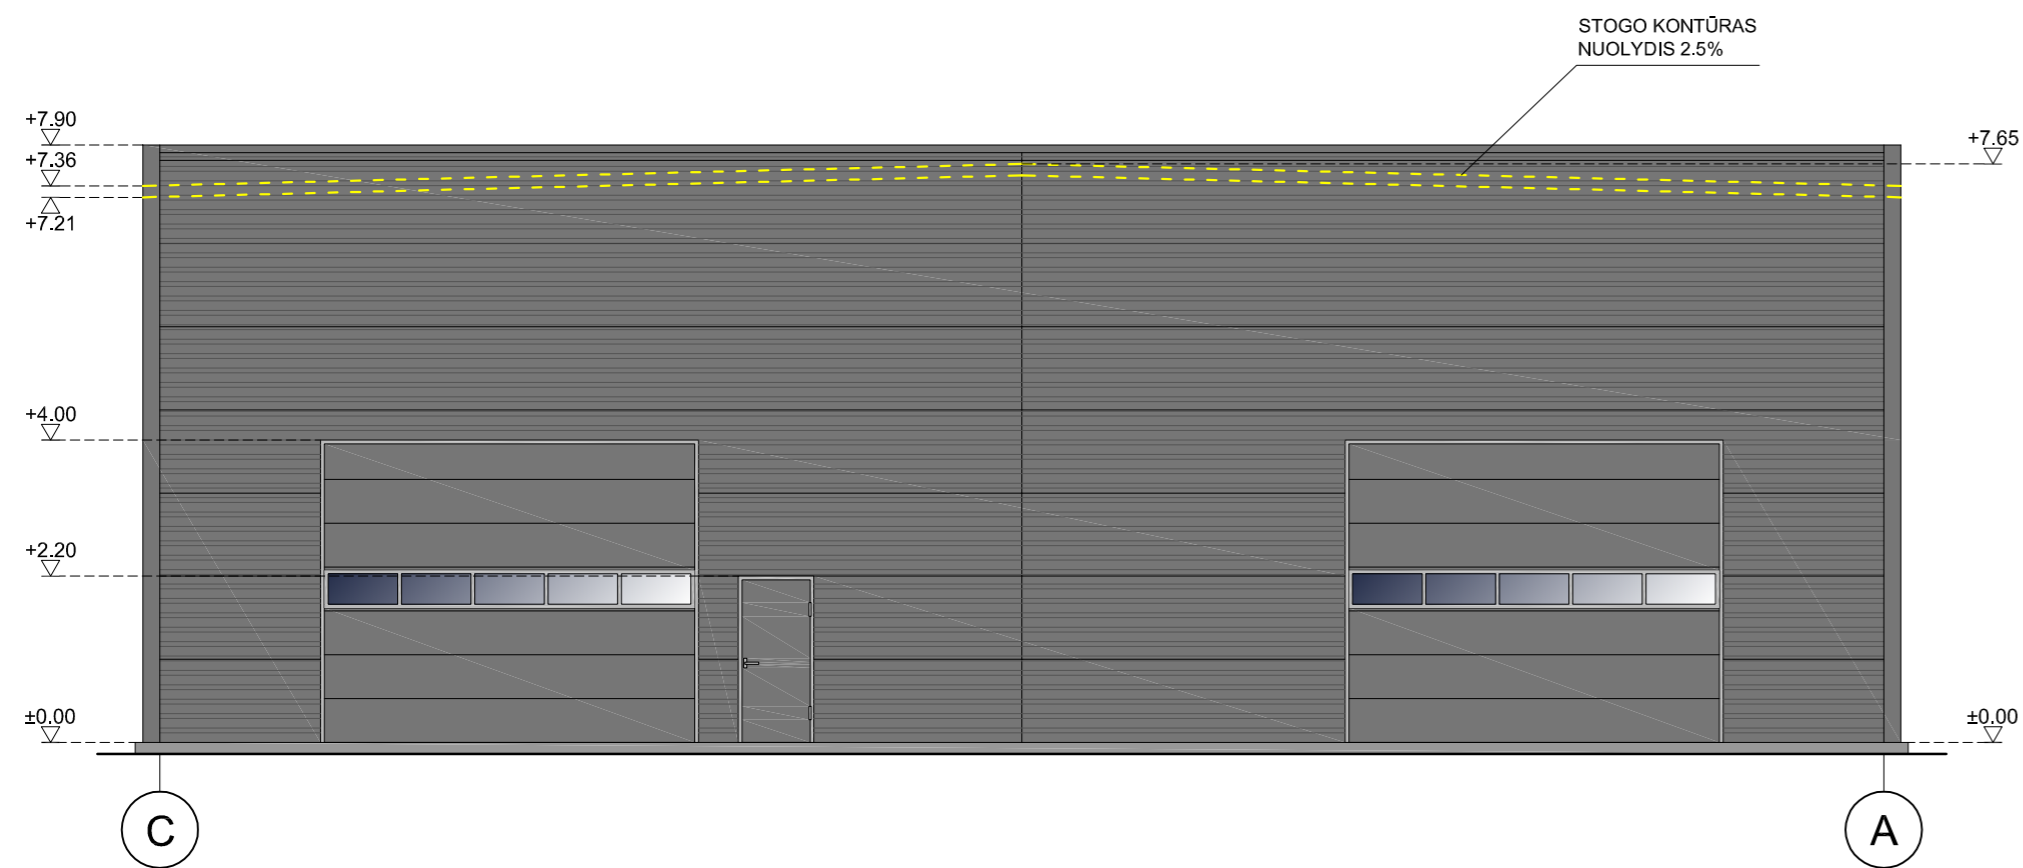 STOGO KONTŪRAS
NUOLYDIS 2.5%
+7.90
+7.36
+7.21
+4.00
+2.20
±0.00
+7.65
±0.00
C
A